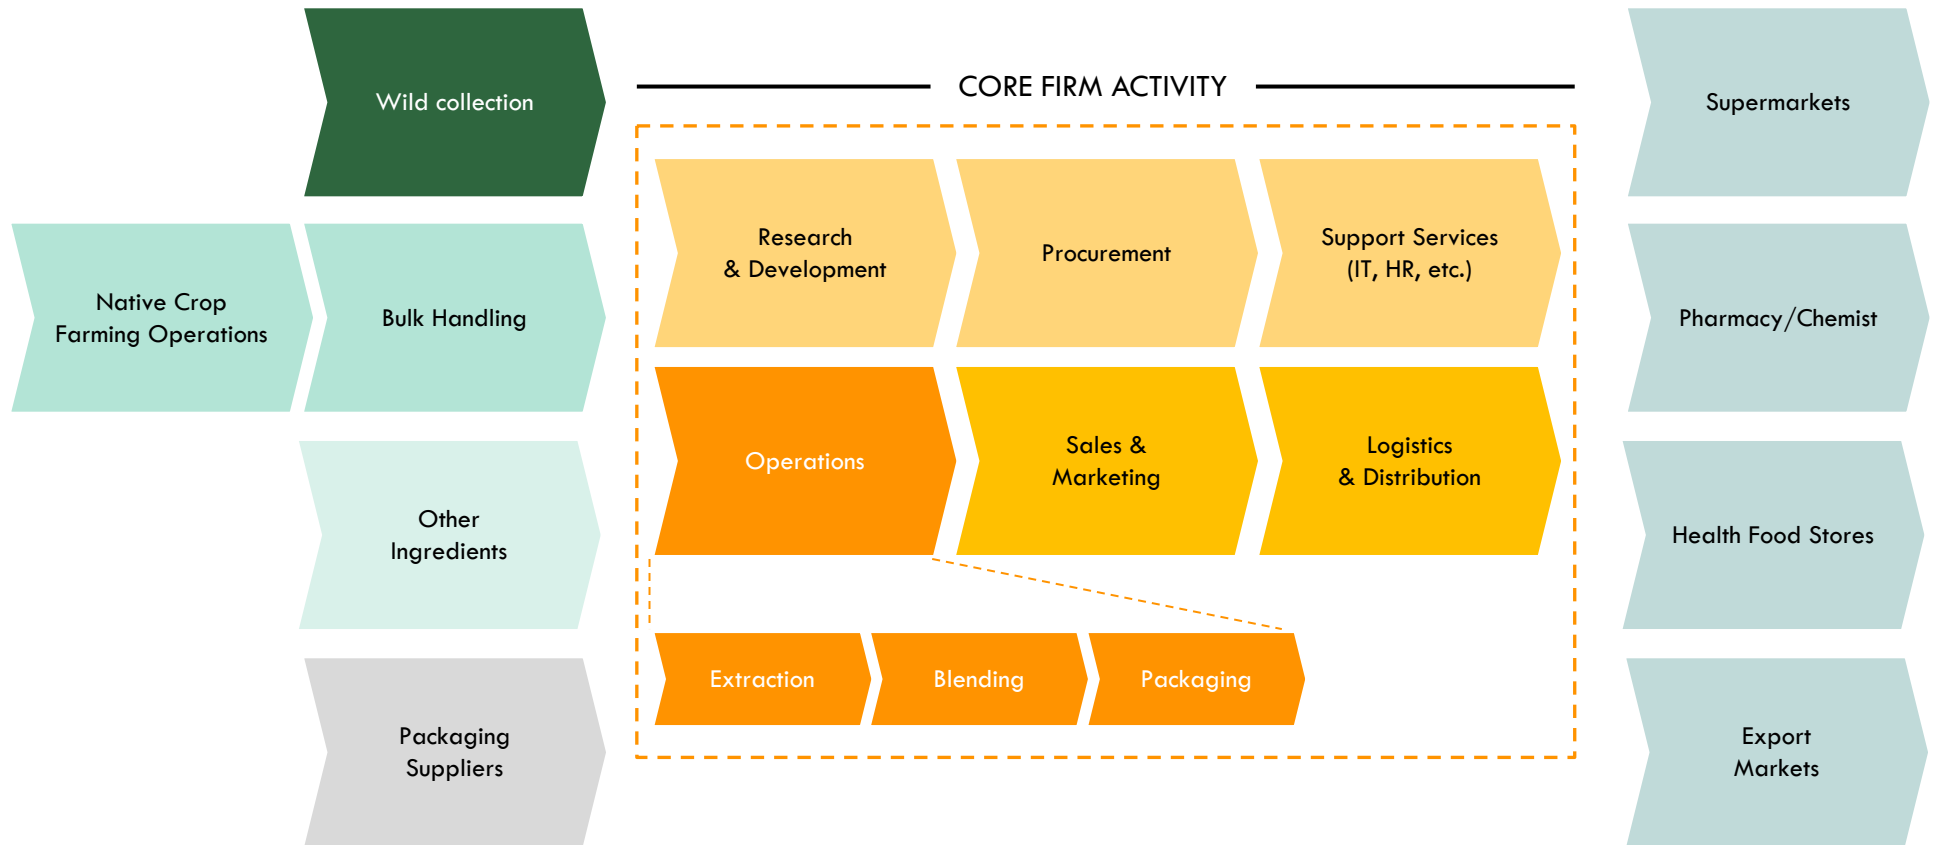 Wild collection
CORE FIRM ACTIVITY
Supermarkets
Research
& Development
Procurement
Support Services
(IT, HR, etc.)
Native Crop
Farming Operations
Bulk Handling
Pharmacy/Chemist
Operations
Sales &
Marketing
Logistics
& Distribution
Other
Ingredients
Health Food Stores
Extraction
Blending
Packaging
Packaging
Suppliers
Export
Markets